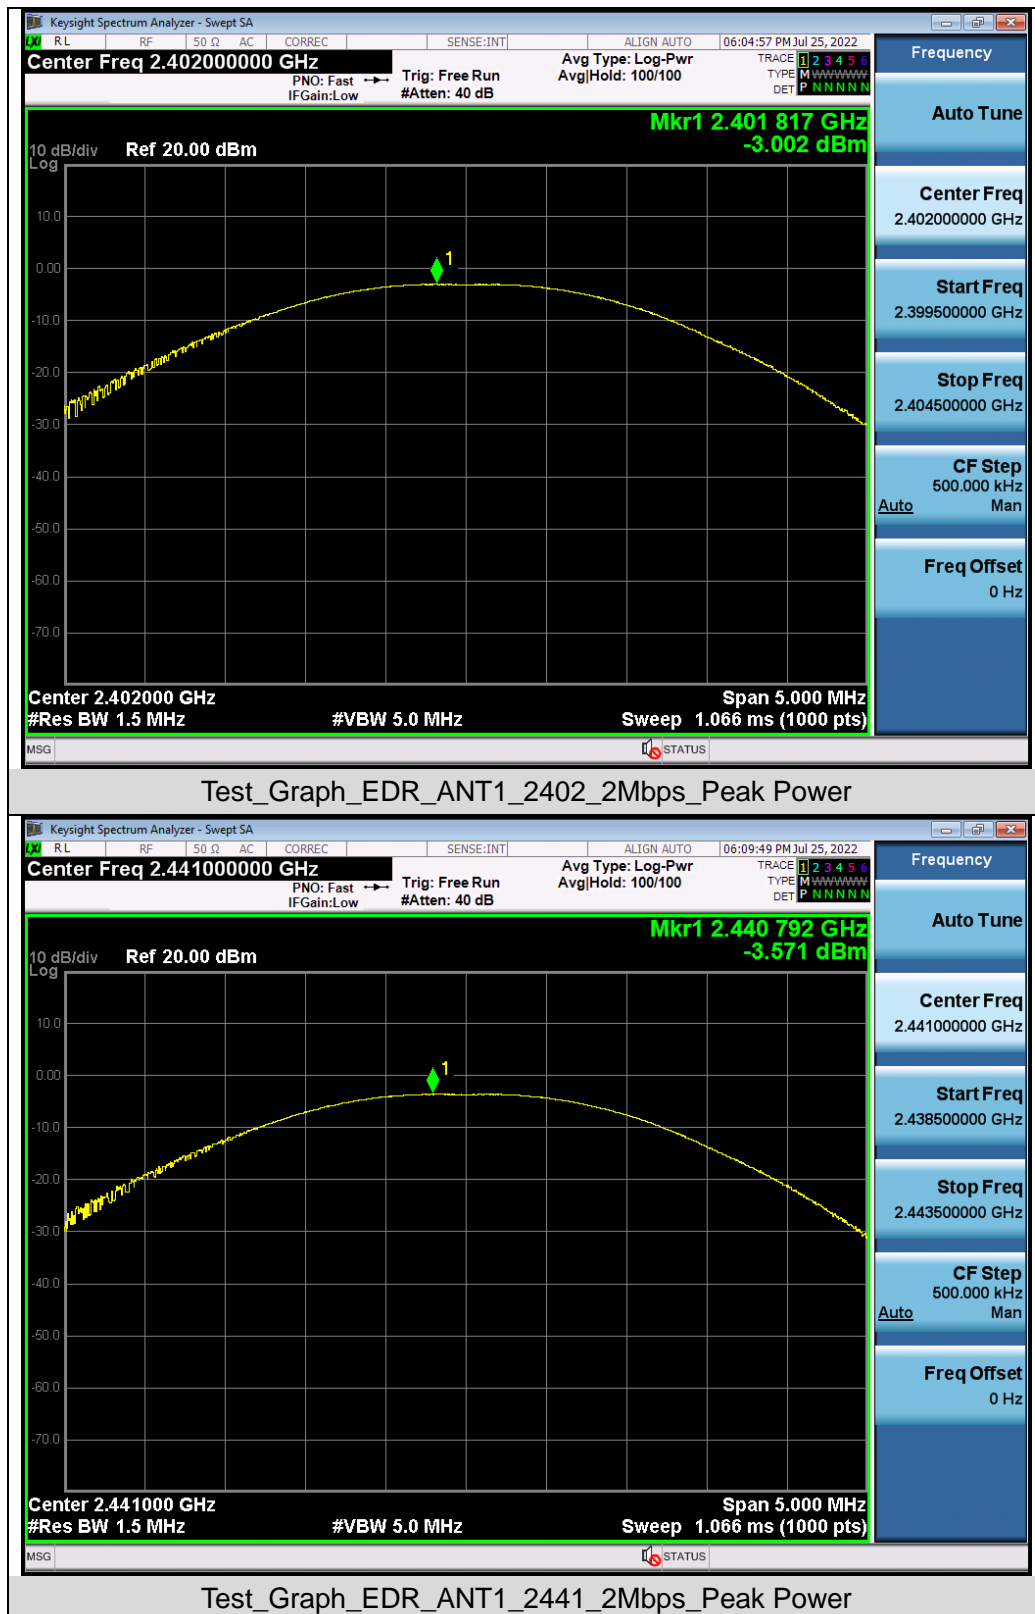 Keysight Spectrum Analyzer - Swept SA
LXI RL RF 50 Ω AC CORREC SENSE:INT ALIGN AUTO 06:04:57 PM Jul 25, 2022
Center Freq 2.402000000 GHz
PNO: Fast
IFGain:Low
Trig: Free Run
#Atten: 40 dB
Avg Type: Log-Pwr
Avg|Hold: 100/100
TRACE 1 2 3 4 5 6
TYPE M WWWWW
DET P N N N N N
Mkr1 2.401 817 GHz
-3.002 dBm
10 dB/div Ref 20.00 dBm
Log
10.0
0.00
1
-10.0
-20.0
-30.0
-40.0
-50.0
-60.0
-70.0
Center 2.402000 GHz Span 5.000 MHz
#Res BW 1.5 MHz #VBW 5.0 MHz Sweep 1.066 ms (1000 pts)
MSG STATUS
Frequency
Auto Tune
Center Freq
2.402000000 GHz
Start Freq
2.399500000 GHz
Stop Freq
2.404500000 GHz
CF Step
500.000 kHz
Auto Man
Freq Offset
0 Hz
Test_Graph_EDR_ANT1_2402_2Mbps_Peak Power
Keysight Spectrum Analyzer - Swept SA
LXI RL RF 50 Ω AC CORREC SENSE:INT ALIGN AUTO 06:09:49 PM Jul 25, 2022
Center Freq 2.441000000 GHz
PNO: Fast
IFGain:Low
Trig: Free Run
#Atten: 40 dB
Avg Type: Log-Pwr
Avg|Hold: 100/100
TRACE 1 2 3 4 5 6
TYPE M WWWWW
DET P N N N N N
Mkr1 2.440 792 GHz
-3.571 dBm
10 dB/div Ref 20.00 dBm
Log
10.0
0.00
1
-10.0
-20.0
-30.0
-40.0
-50.0
-60.0
-70.0
Center 2.441000 GHz Span 5.000 MHz
#Res BW 1.5 MHz #VBW 5.0 MHz Sweep 1.066 ms (1000 pts)
MSG STATUS
Frequency
Auto Tune
Center Freq
2.441000000 GHz
Start Freq
2.438500000 GHz
Stop Freq
2.443500000 GHz
CF Step
500.000 kHz
Auto Man
Freq Offset
0 Hz
Test_Graph_EDR_ANT1_2441_2Mbps_Peak Power